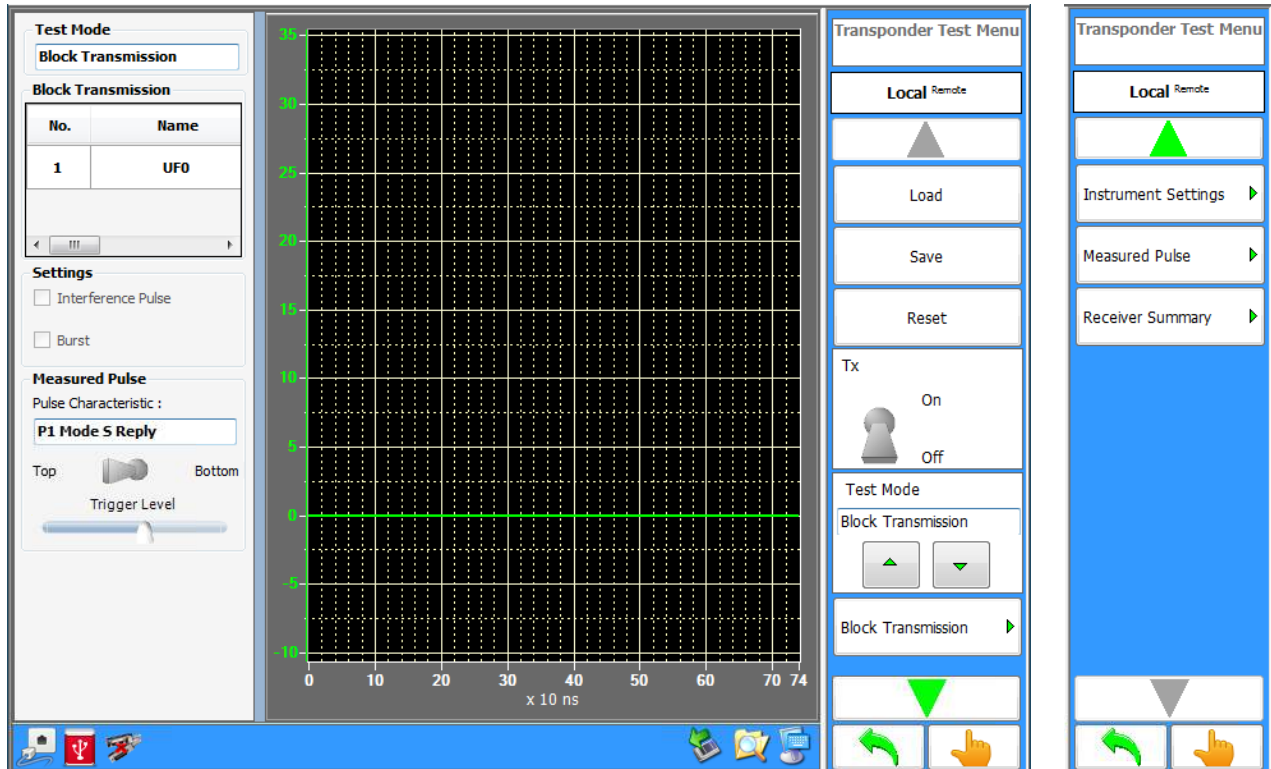 Test Mode
Block Transmission
Block Transmission
No. Name
1 UF0
Settings
Interference Pulse
Burst
Measured Pulse
Pulse Characteristic :
P1 Mode S Reply
Top Bottom
Trigger Level
35
30
25
20
15
10
5
0
-5
-10
0 10 20 30 40 50 60 70 74
x 10 ns
Transponder Test Menu
Local Remote
Load
Save
Reset
Tx
On
Off
Test Mode
Block Transmission
Block Transmission
Transponder Test Menu
Local Remote
Instrument Settings
Measured Pulse
Receiver Summary